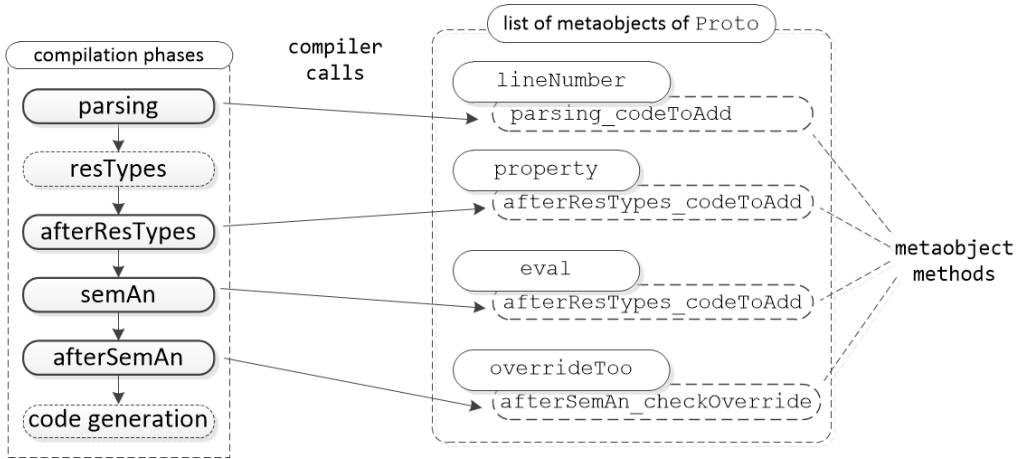 compilation phases
parsing
resTypes
afterResTypes
semAn
afterSemAn
code generation
compiler
calls
list of metaobjects of Proto
lineNumber
parsing_codeToAdd
property
afterResTypes_codeToAdd
eval
afterResTypes_codeToAdd
overrideToo
afterSemAn_checkOverride
metaobject
methods